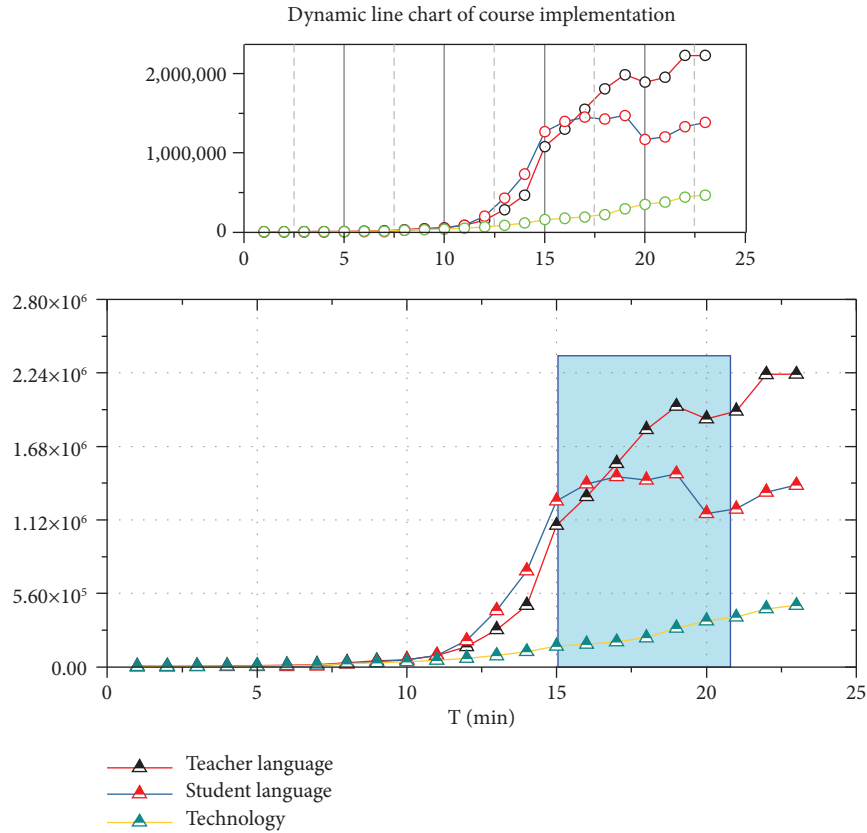 Dynamic line chart of course implementation
2,000,000
1,000,000
0
0 5 10 15 20 25
2.80×10⁶
2.24×10⁶
1.68×10⁶
1.12×10⁶
5.60×10⁵
0.00
0 5 10 15 20 25
T (min)
Teacher language
Student language
Technology